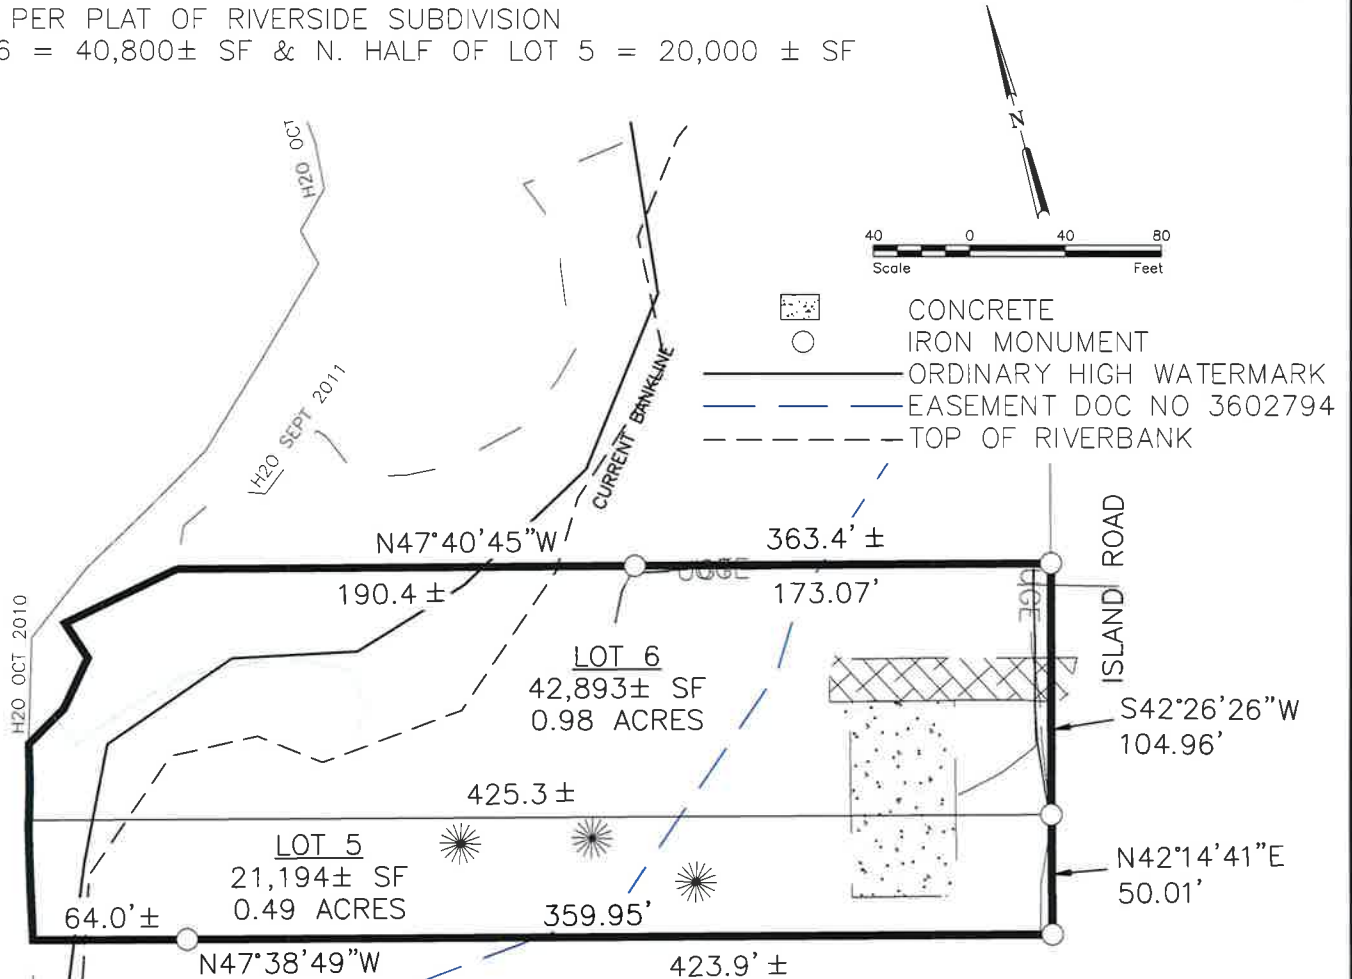 PER PLAT OF RIVERSIDE SUBDIVISION
6 = 40,800± SF & N. HALF OF LOT 5 = 20,000 ± SF
N
40 0 40 80
Scale Feet
CONCRETE
IRON MONUMENT
ORDINARY HIGH WATERMARK
EASEMENT DOC NO 3602794
TOP OF RIVERBANK
H2O OCT
H2O SEPT 2011
CURRENT BANKLINE
H2O OCT 2010
ISLAND ROAD
N47°40'45"W
363.4' ±
190.4 ±
173.07'
UGE
LOT 6
42,893± SF
0.98 ACRES
S42°26'26"W
104.96'
425.3 ±
LOT 5
21,194± SF
0.49 ACRES
N42°14'41"E
50.01'
64.0'±
359.95'
N47°38'49"W
423.9' ±